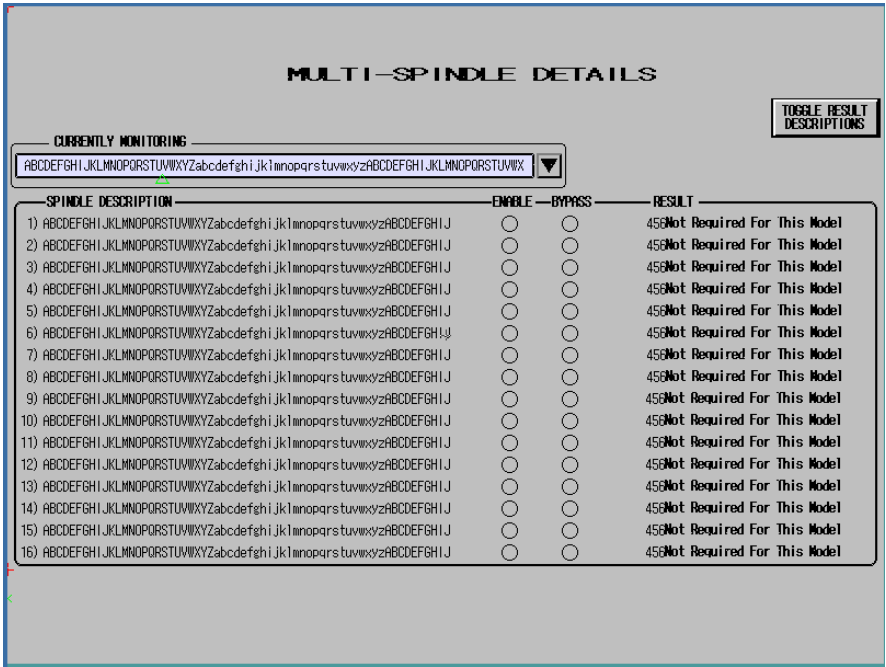 MULTI-SPINDLE DETAILS
TOGGLE RESULT
DESCRIPTIONS
CURRENTLY MONITORING
ABCDEFGHIJKLMNOPQRSTUVWXYZabcdefghijklmnopqrstuvwxyzABCDEFGHIJKLMNOPQRSTUVWX
SPINDLE DESCRIPTION ENABLE BYPASS RESULT
1) ABCDEFGHIJKLMNOPQRSTUVWXYZabcdefghijklmnopqrstuvwxyzABCDEFGHIJ 456Not Required For This Model
2) ABCDEFGHIJKLMNOPQRSTUVWXYZabcdefghijklmnopqrstuvwxyzABCDEFGHIJ 456Not Required For This Model
3) ABCDEFGHIJKLMNOPQRSTUVWXYZabcdefghijklmnopqrstuvwxyzABCDEFGHIJ 456Not Required For This Model
4) ABCDEFGHIJKLMNOPQRSTUVWXYZabcdefghijklmnopqrstuvwxyzABCDEFGHIJ 456Not Required For This Model
5) ABCDEFGHIJKLMNOPQRSTUVWXYZabcdefghijklmnopqrstuvwxyzABCDEFGHIJ 456Not Required For This Model
6) ABCDEFGHIJKLMNOPQRSTUVWXYZabcdefghijklmnopqrstuvwxyzABCDEFGHIJ 456Not Required For This Model
7) ABCDEFGHIJKLMNOPQRSTUVWXYZabcdefghijklmnopqrstuvwxyzABCDEFGHIJ 456Not Required For This Model
8) ABCDEFGHIJKLMNOPQRSTUVWXYZabcdefghijklmnopqrstuvwxyzABCDEFGHIJ 456Not Required For This Model
9) ABCDEFGHIJKLMNOPQRSTUVWXYZabcdefghijklmnopqrstuvwxyzABCDEFGHIJ 456Not Required For This Model
10) ABCDEFGHIJKLMNOPQRSTUVWXYZabcdefghijklmnopqrstuvwxyzABCDEFGHIJ 456Not Required For This Model
11) ABCDEFGHIJKLMNOPQRSTUVWXYZabcdefghijklmnopqrstuvwxyzABCDEFGHIJ 456Not Required For This Model
12) ABCDEFGHIJKLMNOPQRSTUVWXYZabcdefghijklmnopqrstuvwxyzABCDEFGHIJ 456Not Required For This Model
13) ABCDEFGHIJKLMNOPQRSTUVWXYZabcdefghijklmnopqrstuvwxyzABCDEFGHIJ 456Not Required For This Model
14) ABCDEFGHIJKLMNOPQRSTUVWXYZabcdefghijklmnopqrstuvwxyzABCDEFGHIJ 456Not Required For This Model
15) ABCDEFGHIJKLMNOPQRSTUVWXYZabcdefghijklmnopqrstuvwxyzABCDEFGHIJ 456Not Required For This Model
16) ABCDEFGHIJKLMNOPQRSTUVWXYZabcdefghijklmnopqrstuvwxyzABCDEFGHIJ 456Not Required For This Model